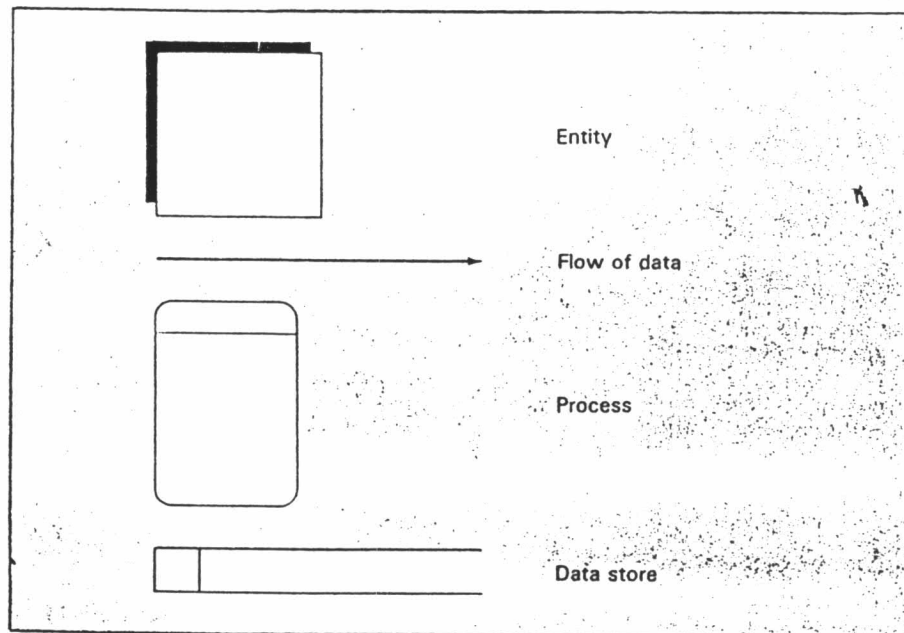 Entity
Flow of data
Process
Data store